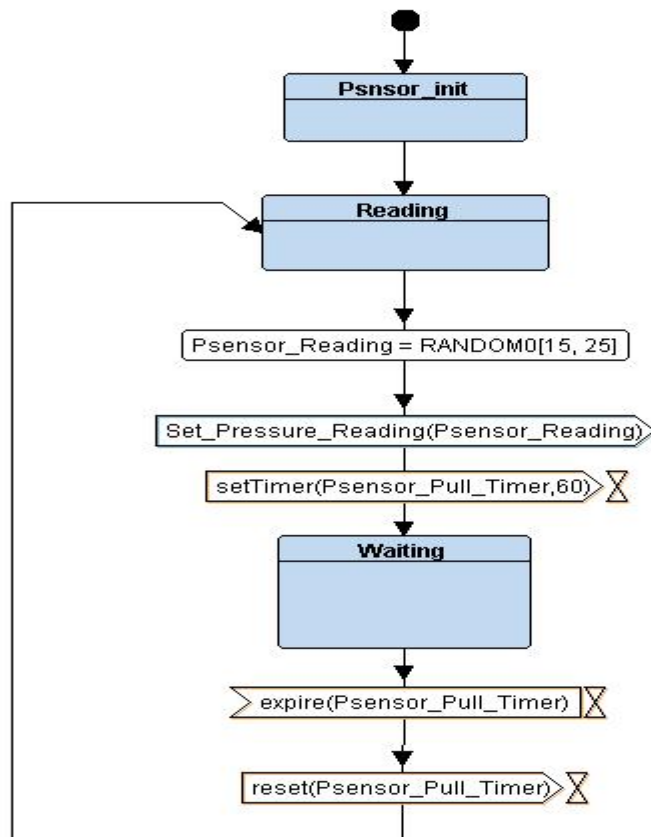 Psnsor_init
Reading
Psensor_Reading = RANDOM0[15, 25]
Set_Pressure_Reading(Psensor_Reading)
setTimer(Psensor_Pull_Timer,60)
Waiting
expire(Psensor_Pull_Timer)
reset(Psensor_Pull_Timer)